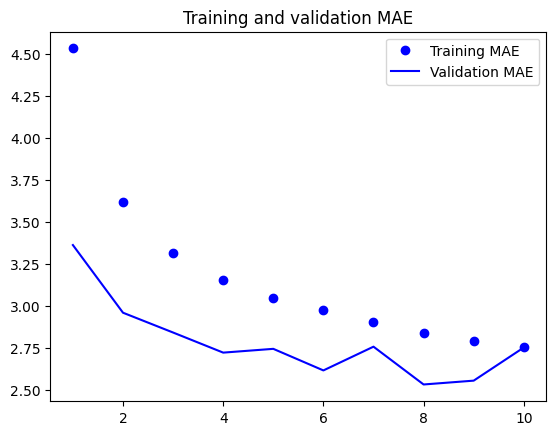 Training and validation MAE
Training MAE
Validation MAE
4.50
4.25
4.00
3.75
3.50
3.25
3.00
2.75
2.50
2 4 6 8 10